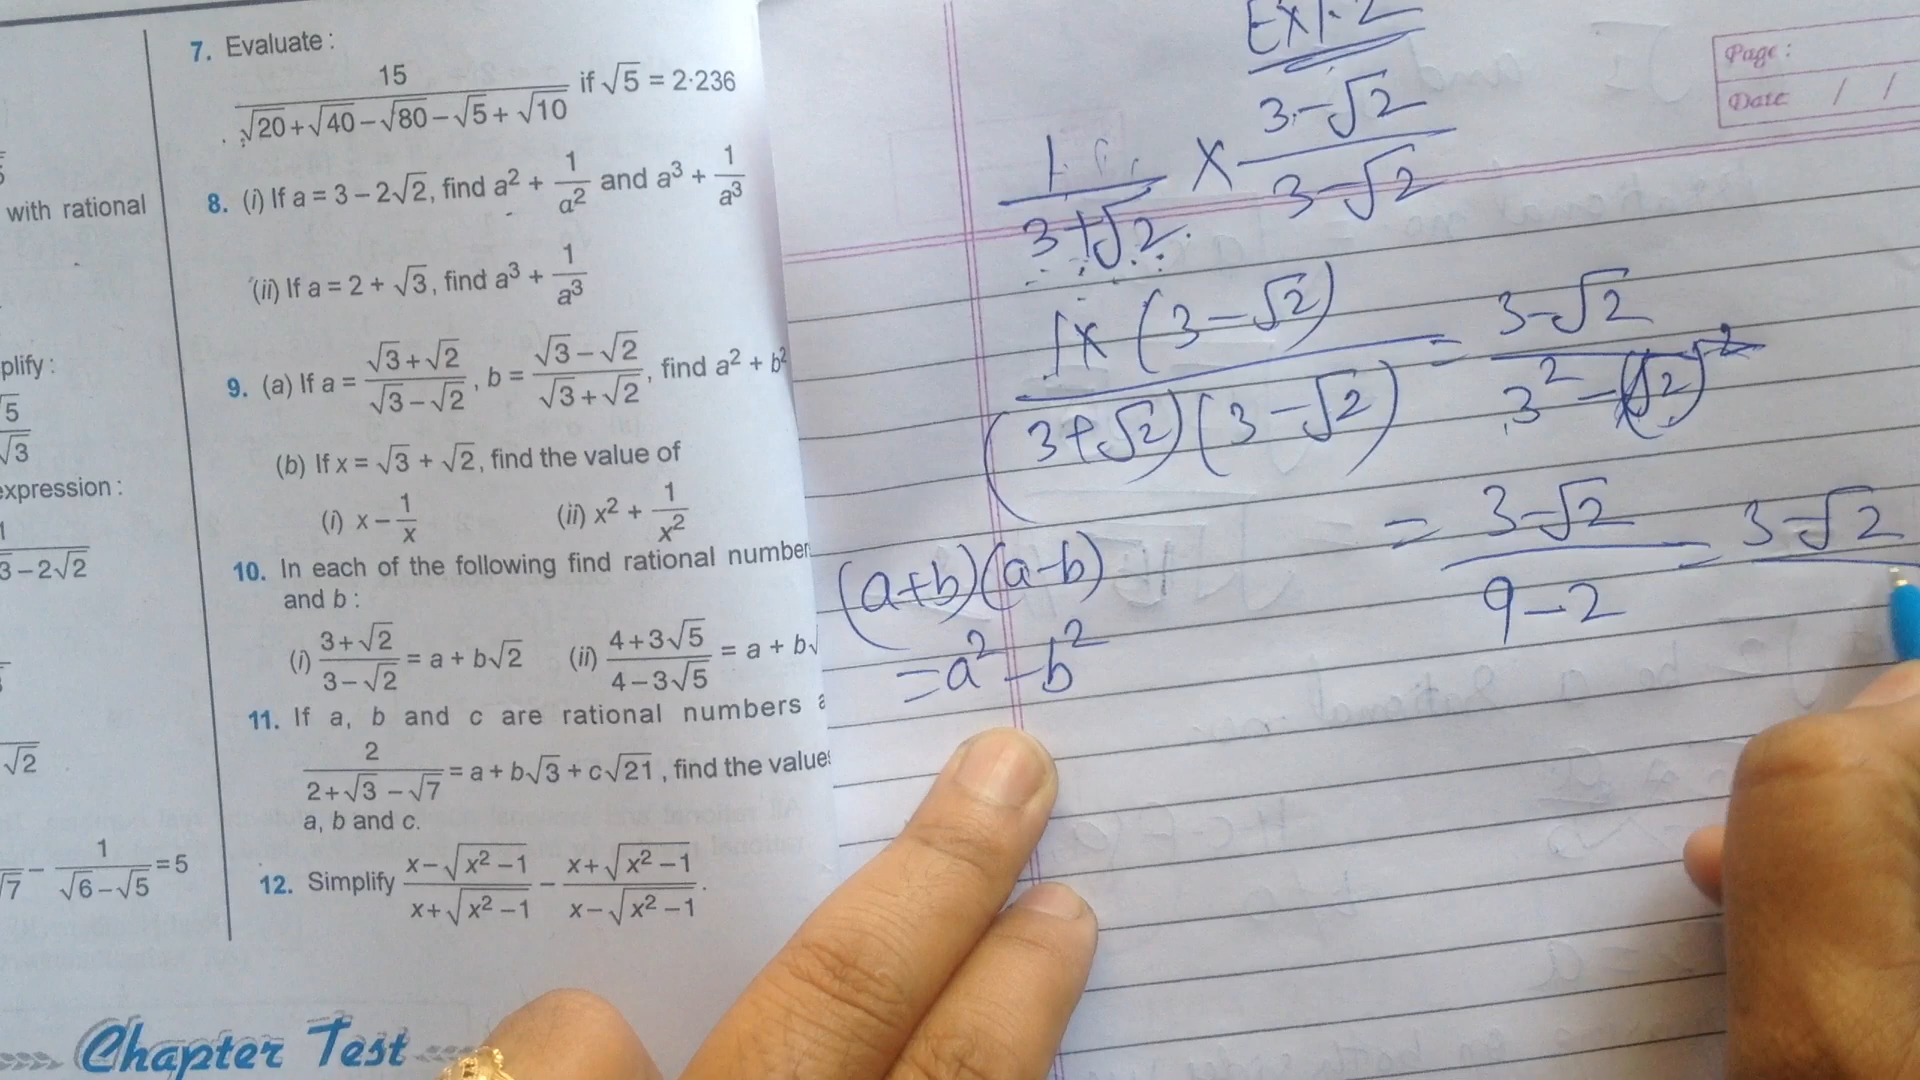 with rational
plify :
√5
√3
expression :
1
3 – 2√2
√2
√7 – 1/(√6 – √5) = 5
7. Evaluate :
15/(√20 + √40 – √80 – √5 + √10) if √5 = 2·236
8. (i) If a = 3 – 2√2, find a² + 1/a² and a³ + 1/a³
(ii) If a = 2 + √3, find a³ + 1/a³
9. (a) If a = (√3 + √2)/(√3 – √2), b = (√3 – √2)/(√3 + √2), find a² + b²
(b) If x = √3 + √2, find the value of
(i) x – 1/x (ii) x² + 1/x²
10. In each of the following find rational number
and b :
(i) (3 + √2)/(3 – √2) = a + b√2 (ii) (4 + 3√5)/(4 – 3√5) = a + b√
11. If a, b and c are rational numbers a
2/(2 + √3 – √7) = a + b√3 + c√21, find the values
a, b and c.
12. Simplify (x – √(x² – 1))/(x + √(x² – 1)) – (x + √(x² – 1))/(x – √(x² – 1)).
Chapter Test
Page :
Date / /
1/(3+√2) × (3-√2)/(3-√2)
1×(3-√2)/((3+√2)(3-√2)) = (3-√2)/(3²-(√2)²)
= (3-√2)/(9-2) = 3-√2
(a+b)(a-b)
= a²-b²